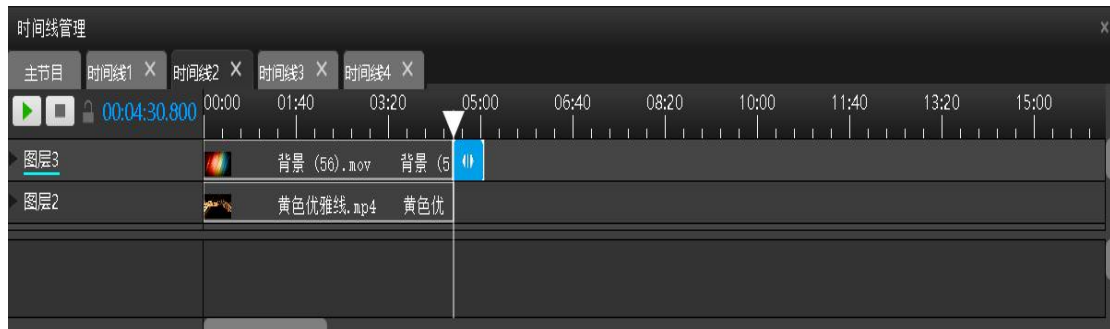 时间线管理
主节目 时间线1 时间线2 时间线3 时间线4
00:04:30.800 00:00 01:40 03:20 05:00 06:40 08:20 10:00 11:40 13:20 15:00
图层3 背景 (56).mov 背景 (5
图层2 黄色优雅线.mp4 黄色优